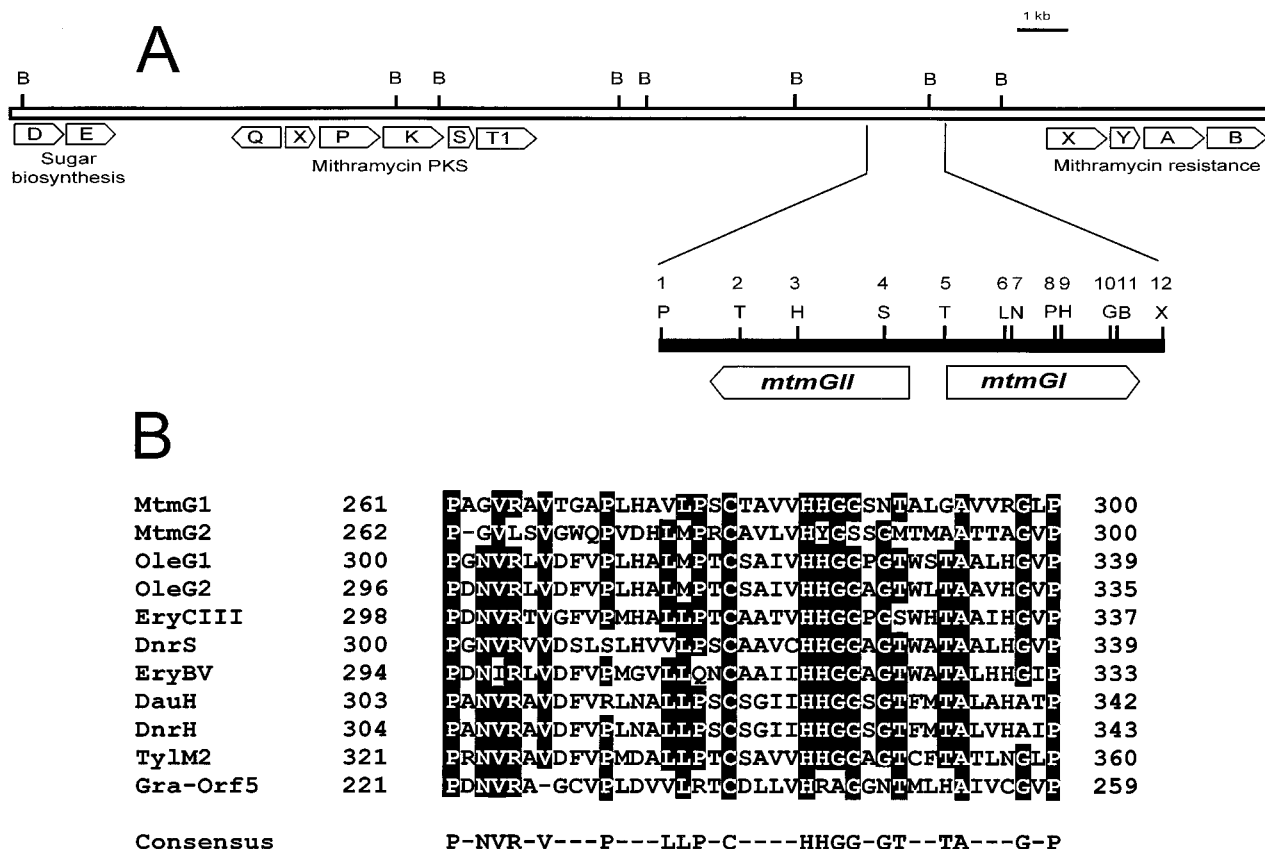 A
1 kb
B B B B B B B B
D E Q X P K S T1 X Y A B
Sugar biosynthesis
Mithramycin PKS
Mithramycin resistance
1 2 3 4 5 6 7 8 9 10 11 12
P T H S T L N P H G B X
mtmGII mtmGI
B
MtmG1 261 PAGVRAVTGAPLHAVLPSCTAVVHHGGSNTALGAVVRGLP 300
MtmG2 262 P-GVLSVGWQPVDHLMPRCAVLVHYGSSGMTMAATTAGVP 300
OleG1 300 PGNVRLVDFVPLHALMPTCSAIVHHGGPGTWSTAALHGVP 339
OleG2 296 PDNVRLVDFVPLHALMPTCSAIVHHGGAGTWLTAAVHGVP 335
EryCIII 298 PDNVRTVGFVPMHALLPTCAATVHHGGPGSWHTAAIHGVP 337
DnrS 300 PGNVRVVDSLSLHVVLPSCAAVCHHGGAGTWATAALHGVP 339
EryBV 294 PDNIRLVDFVPMGVLLQNCAAIIHHGGAGTWATALHHGIP 333
DauH 303 PANVRAVDFVRLNALLPSCSGIIHHGGAGTFMTALAHATP 342
DnrH 304 PANVRAVDFVPLNALLPSCSGIIHHGGSGTFMTALVHAIP 343
TylM2 321 PRNVRAVDFVPMDALLPTCSAVVHHGGAGTCFTATLNGLP 360
Gra-Orf5 221 PDNVRA-GCVPLDVVLRTCDLLVHRAGGNTMLHAIVCGVP 259
Consensus P-NVR-V---P---LLP-C----HHGG-GT--TA---G-P